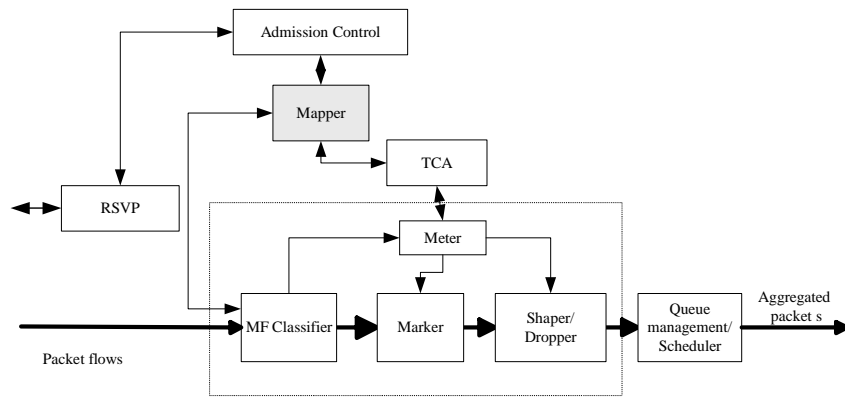 Admission Control
Mapper
TCA
RSVP
Meter
MF Classifier
Marker
Shaper/
Dropper
Queue
management/
Scheduler
Aggregated
packet s
Packet flows